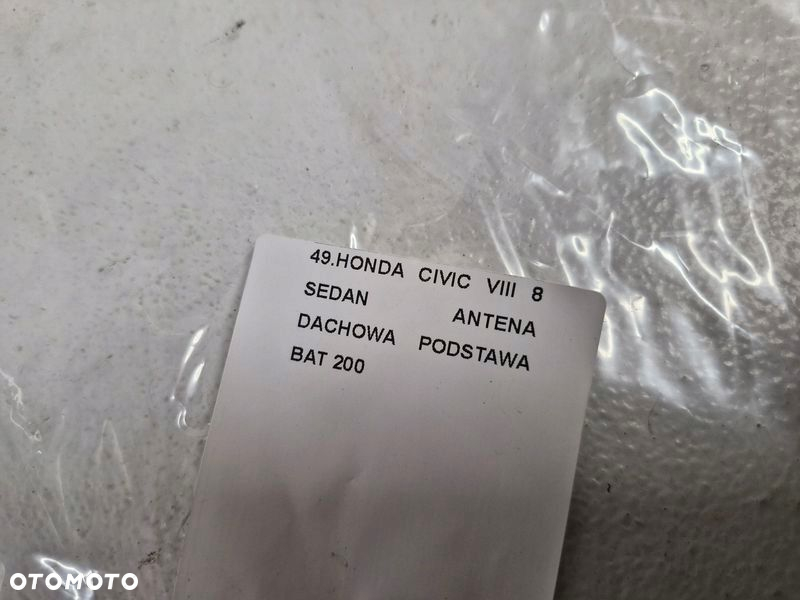 49.HONDA CIVIC VIII 8
SEDAN ANTENA
DACHOWA PODSTAWA
BAT 200
OTOMOTO